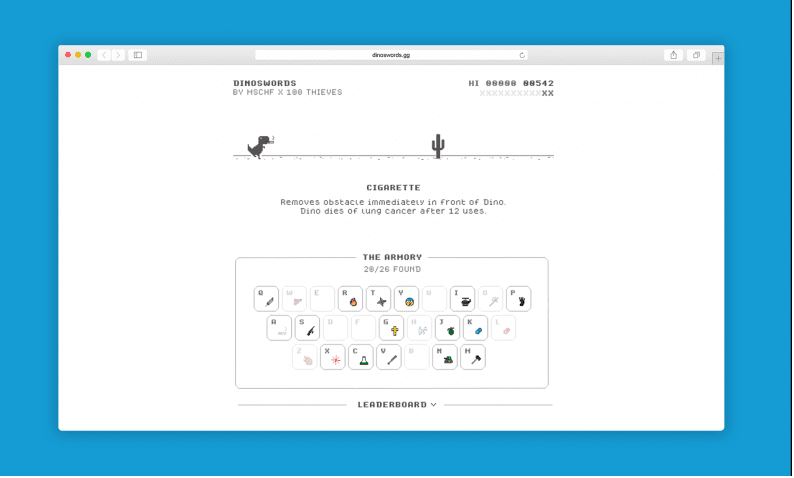 dinoswords.gg
DINOSWORDS
HI 00000 00542
BY MSCHF X 100 THIEVES
XXXXXXXXXXXX
CIGARETTE
Removes obstacle immediately in front of Dino.
Dino dies of lung cancer after 12 uses.
THE ARMORY
20/26 FOUND
Q W E R T Y U I O P
A S D F G H J K L
Z X C V B N M
LEADERBOARD